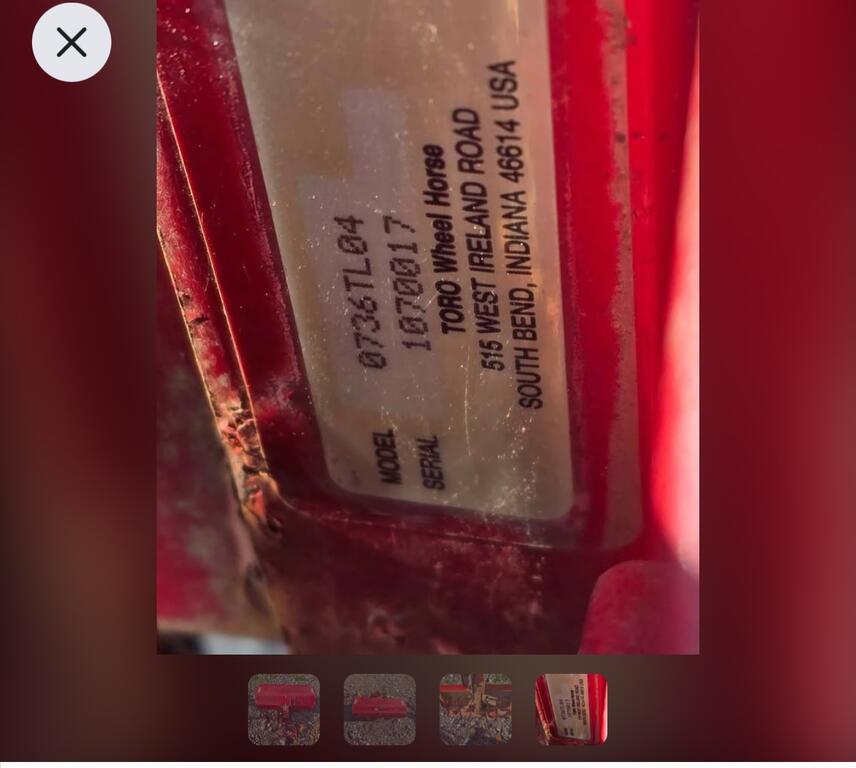 MODEL 0736TL04
SERIAL 1070017
TORO Wheel Horse
515 WEST IRELAND ROAD
SOUTH BEND, INDIANA 46614 USA